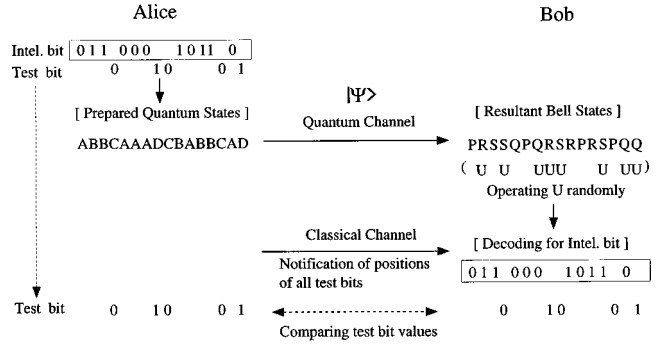 Alice Bob
Intel. bit 0 1 1 0 0 0 1 0 1 1 0
Test bit 0 1 0 0 1
|Ψ>
[ Prepared Quantum States ] [ Resultant Bell States ]
Quantum Channel
ABBCAAADCBABBCAD PRSSQPQRSRPRSPQQ
( U U UUU U UU )
Operating U randomly
Classical Channel [ Decoding for Intel. bit ]
Notification of positions
of all test bits
0 1 1 0 0 0 1 0 1 1 0
Test bit 0 1 0 0 1 0 1 0 0 1
Comparing test bit values